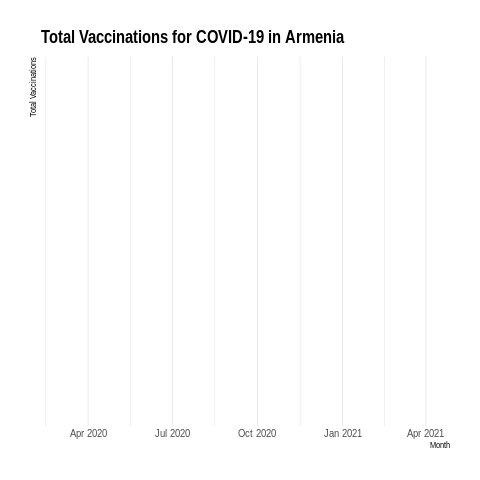 Total Vaccinations for COVID-19 in Armenia
Total Vaccinations
Apr 2020 Jul 2020 Oct 2020 Jan 2021 Apr 2021
Month